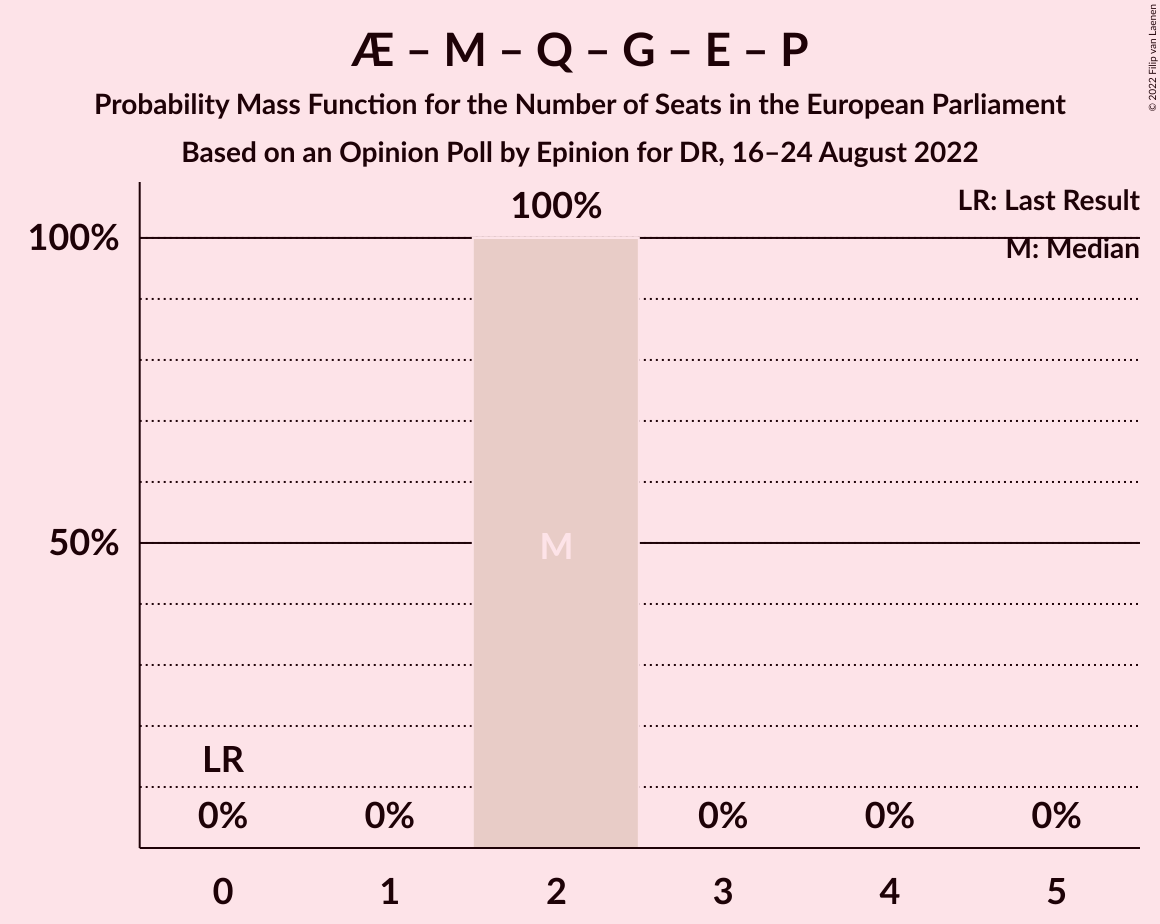 Æ – M – Q – G – E – P
Probability Mass Function for the Number of Seats in the European Parliament
Based on an Opinion Poll by Epinion for DR, 16–24 August 2022
© 2022 Filip van Laenen
LR: Last Result
M: Median
100%
100%
50%
M
LR
0%
0%
0%
0%
0%
0
1
2
3
4
5